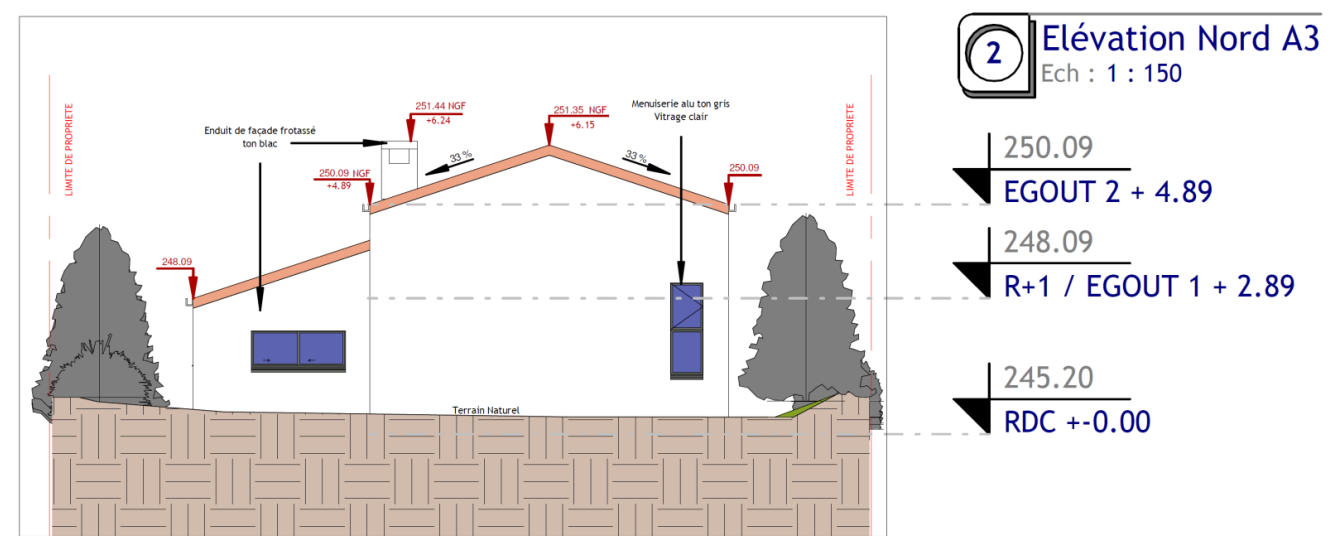 2
Elévation Nord A3
Ech : 1 : 150
LIMITE DE PROPRIETE
Enduit de façade frotassé
ton blac
251.44 NGF
+6.24
251.35 NGF
+6.15
Menuiserie alu ton gris
Vitrage clair
LIMITE DE PROPRIETE
33 %
33 %
250.09 NGF
+4.89
250.09
248.09
Terrain Naturel
250.09
EGOUT 2 + 4.89
248.09
R+1 / EGOUT 1 + 2.89
245.20
RDC +-0.00